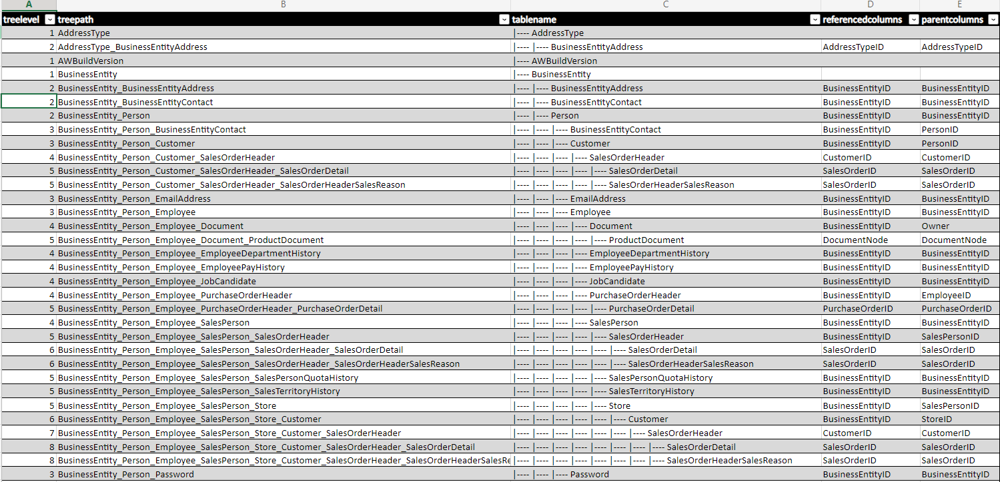 A B C D E
treelevel treepath tablename referencedcolumns parentcolumns
1 AddressType |---- AddressType
2 AddressType_BusinessEntityAddress |---- |---- BusinessEntityAddress AddressTypeID AddressTypeID
1 AWBuildVersion |---- AWBuildVersion
1 BusinessEntity |---- BusinessEntity
2 BusinessEntity_BusinessEntityAddress |---- |---- BusinessEntityAddress BusinessEntityID BusinessEntityID
2 BusinessEntity_BusinessEntityContact |---- |---- BusinessEntityContact BusinessEntityID BusinessEntityID
2 BusinessEntity_Person |---- |---- Person BusinessEntityID BusinessEntityID
3 BusinessEntity_Person_BusinessEntityContact |---- |---- |---- BusinessEntityContact BusinessEntityID PersonID
3 BusinessEntity_Person_Customer |---- |---- |---- Customer BusinessEntityID PersonID
4 BusinessEntity_Person_Customer_SalesOrderHeader |---- |---- |---- |---- SalesOrderHeader CustomerID CustomerID
5 BusinessEntity_Person_Customer_SalesOrderHeader_SalesOrderDetail |---- |---- |---- |---- |---- SalesOrderDetail SalesOrderID SalesOrderID
5 BusinessEntity_Person_Customer_SalesOrderHeader_SalesOrderHeaderSalesReason |---- |---- |---- |---- |---- SalesOrderHeaderSalesReason SalesOrderID SalesOrderID
3 BusinessEntity_Person_EmailAddress |---- |---- |---- EmailAddress BusinessEntityID BusinessEntityID
3 BusinessEntity_Person_Employee |---- |---- |---- Employee BusinessEntityID BusinessEntityID
4 BusinessEntity_Person_Employee_Document |---- |---- |---- |---- Document BusinessEntityID Owner
5 BusinessEntity_Person_Employee_Document_ProductDocument |---- |---- |---- |---- |---- ProductDocument DocumentNode DocumentNode
4 BusinessEntity_Person_Employee_EmployeeDepartmentHistory |---- |---- |---- |---- EmployeeDepartmentHistory BusinessEntityID BusinessEntityID
4 BusinessEntity_Person_Employee_EmployeePayHistory |---- |---- |---- |---- EmployeePayHistory BusinessEntityID BusinessEntityID
4 BusinessEntity_Person_Employee_JobCandidate |---- |---- |---- |---- JobCandidate BusinessEntityID BusinessEntityID
4 BusinessEntity_Person_Employee_PurchaseOrderHeader |---- |---- |---- |---- PurchaseOrderHeader BusinessEntityID EmployeeID
5 BusinessEntity_Person_Employee_PurchaseOrderHeader_PurchaseOrderDetail |---- |---- |---- |---- |---- PurchaseOrderDetail PurchaseOrderID PurchaseOrderID
4 BusinessEntity_Person_Employee_SalesPerson |---- |---- |---- |---- SalesPerson BusinessEntityID BusinessEntityID
5 BusinessEntity_Person_Employee_SalesPerson_SalesOrderHeader |---- |---- |---- |---- |---- SalesOrderHeader BusinessEntityID SalesPersonID
6 BusinessEntity_Person_Employee_SalesPerson_SalesOrderHeader_SalesOrderDetail |---- |---- |---- |---- |---- |---- SalesOrderDetail SalesOrderID SalesOrderID
6 BusinessEntity_Person_Employee_SalesPerson_SalesOrderHeader_SalesOrderHeaderSalesReason |---- |---- |---- |---- |---- |---- SalesOrderHeaderSalesReason SalesOrderID SalesOrderID
5 BusinessEntity_Person_Employee_SalesPerson_SalesPersonQuotaHistory |---- |---- |---- |---- |---- SalesPersonQuotaHistory BusinessEntityID BusinessEntityID
5 BusinessEntity_Person_Employee_SalesPerson_SalesTerritoryHistory |---- |---- |---- |---- |---- SalesTerritoryHistory BusinessEntityID BusinessEntityID
5 BusinessEntity_Person_Employee_SalesPerson_Store |---- |---- |---- |---- |---- Store BusinessEntityID SalesPersonID
6 BusinessEntity_Person_Employee_SalesPerson_Store_Customer |---- |---- |---- |---- |---- |---- Customer BusinessEntityID StoreID
7 BusinessEntity_Person_Employee_SalesPerson_Store_Customer_SalesOrderHeader |---- |---- |---- |---- |---- |---- |---- SalesOrderHeader CustomerID CustomerID
8 BusinessEntity_Person_Employee_SalesPerson_Store_Customer_SalesOrderHeader_SalesOrderDetail |---- |---- |---- |---- |---- |---- |---- |---- SalesOrderDetail SalesOrderID SalesOrderID
8 BusinessEntity_Person_Employee_SalesPerson_Store_Customer_SalesOrderHeader_SalesOrderHeaderSalesRe |---- |---- |---- |---- |---- |---- |---- |---- SalesOrderHeaderSalesReason SalesOrderID SalesOrderID
3 BusinessEntity_Person_Password |---- |---- |---- Password BusinessEntityID BusinessEntityID